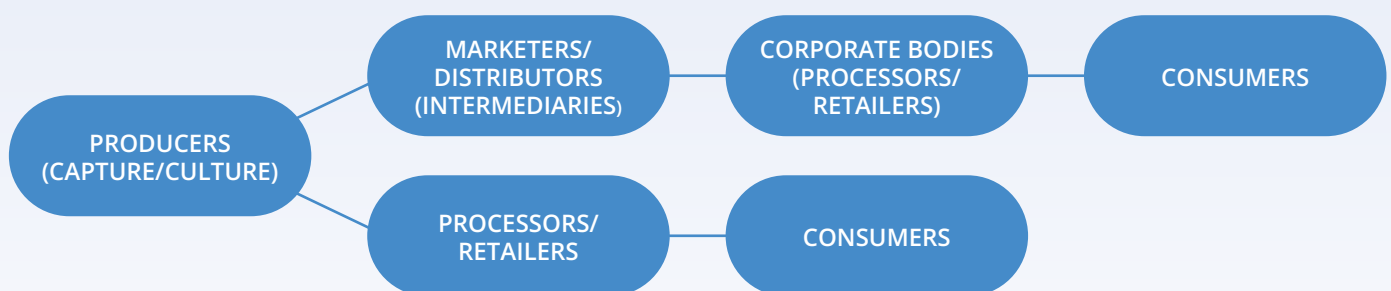 PRODUCERS
(CAPTURE/CULTURE)
MARKETERS/
DISTRIBUTORS
(INTERMEDIARIES)
CORPORATE BODIES
(PROCESSORS/
RETAILERS)
CONSUMERS
PROCESSORS/
RETAILERS
CONSUMERS